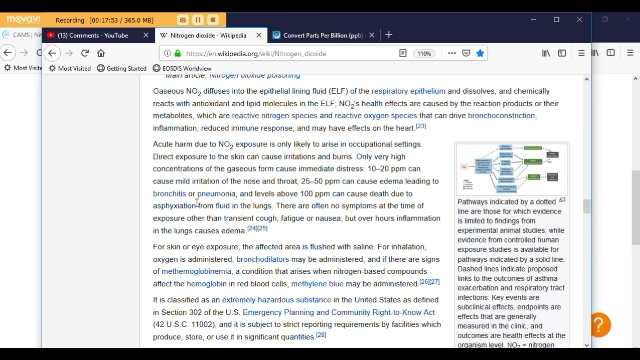 movavi
Recording 00:17:53 / 365.0 MB
CAMS | N
(13) Comments - YouTube
W Nitrogen dioxide - Wikipedia
Convert Parts Per Billion (ppb)
https://en.wikipedia.org/wiki/Nitrogen_dioxide
110%
Most Visit
Most Visited
Getting Started
EOSDIS Worldview
Main article: Nitrogen dioxide poisoning
Gaseous NO2 diffuses into the epithelial lining fluid (ELF) of the respiratory epithelium and dissolves, and chemically
reacts with antioxidant and lipid molecules in the ELF; NO2's health effects are caused by the reaction products or their
metabolites, which are reactive nitrogen species and reactive oxygen species that can drive bronchoconstriction,
inflammation, reduced immune response, and may have effects on the heart.[23]
Acute harm due to NO2 exposure is only likely to arise in occupational settings.
Direct exposure to the skin can cause irritations and burns. Only very high
concentrations of the gaseous form cause immediate distress: 10–20 ppm can
cause mild irritation of the nose and throat, 25–50 ppm can cause edema leading to
bronchitis or pneumonia, and levels above 100 ppm can cause death due to
asphyxiation from fluid in the lungs. There are often no symptoms at the time of
exposure other than transient cough, fatigue or nausea, but over hours inflammation
in the lungs causes edema.[24][25]
For skin or eye exposure, the affected area is flushed with saline. For inhalation,
oxygen is administered, bronchodilators may be administered, and if there are signs
of methemoglobinemia, a condition that arises when nitrogen-based compounds
affect the hemoglobin in red blood cells, methylene blue may be administered.[26][27]
It is classified as an extremely hazardous substance in the United States as defined
in Section 302 of the U.S. Emergency Planning and Community Right-to-Know Act
(42 U.S.C. 11002), and it is subject to strict reporting requirements by facilities which
produce, store, or use it in significant quantities.[28]
Pathways indicated by a dotted
line are those for which evidence
is limited to findings from
experimental animal studies,
while evidence from controlled human
exposure studies is available for
pathways indicated by a solid line.
Dashed lines indicate proposed
links to the outcomes of asthma
exacerbation and respiratory tract
infections. Key events are
subclinical effects, endpoints are
effects that are generally
measured in the clinic, and
outcomes are health effects at the
organism level. NO2 = nitrogen
?